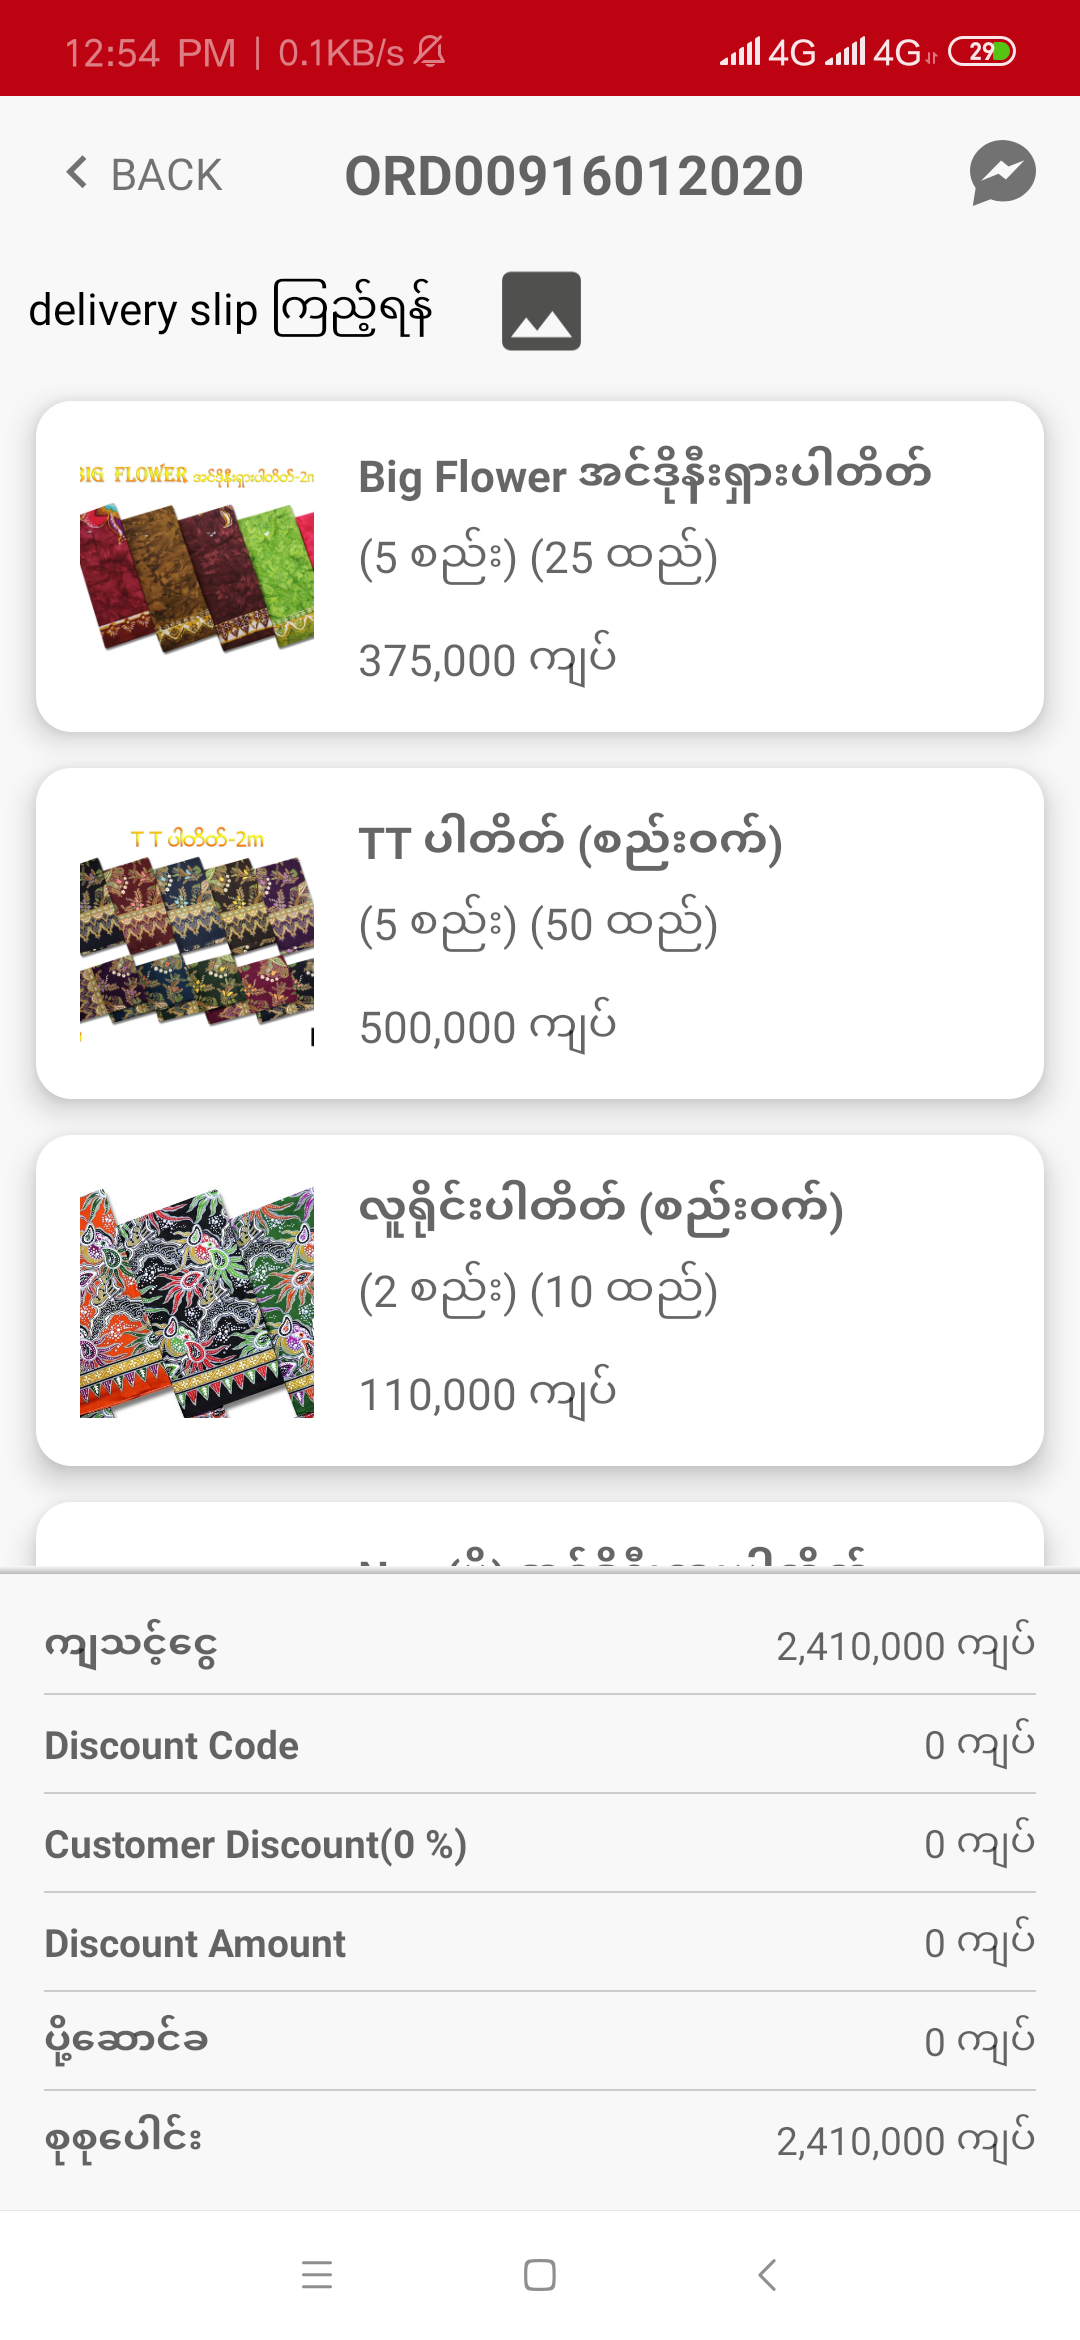 12:54 PM | 0.1KB/s 4G 4G 29
BACK ORD00916012020
delivery slip ကြည့်ရန်
BIG FLOWER အင်ဒိုနီးရှားပါတိတ်-2m
Big Flower အင်ဒိုနီးရှားပါတိတ်
(5 စည်း) (25 ထည်)
375,000 ကျပ်
T T ပါတိတ်-2m
TT ပါတိတ် (စည်းဝက်)
(5 စည်း) (50 ထည်)
500,000 ကျပ်
လူရိုင်းပါတိတ် (စည်းဝက်)
(2 စည်း) (10 ထည်)
110,000 ကျပ်
ကျသင့်ငွေ 2,410,000 ကျပ်
Discount Code 0 ကျပ်
Customer Discount(0 %) 0 ကျပ်
Discount Amount 0 ကျပ်
ပို့ဆောင်ခ 0 ကျပ်
စုစုပေါင်း 2,410,000 ကျပ်